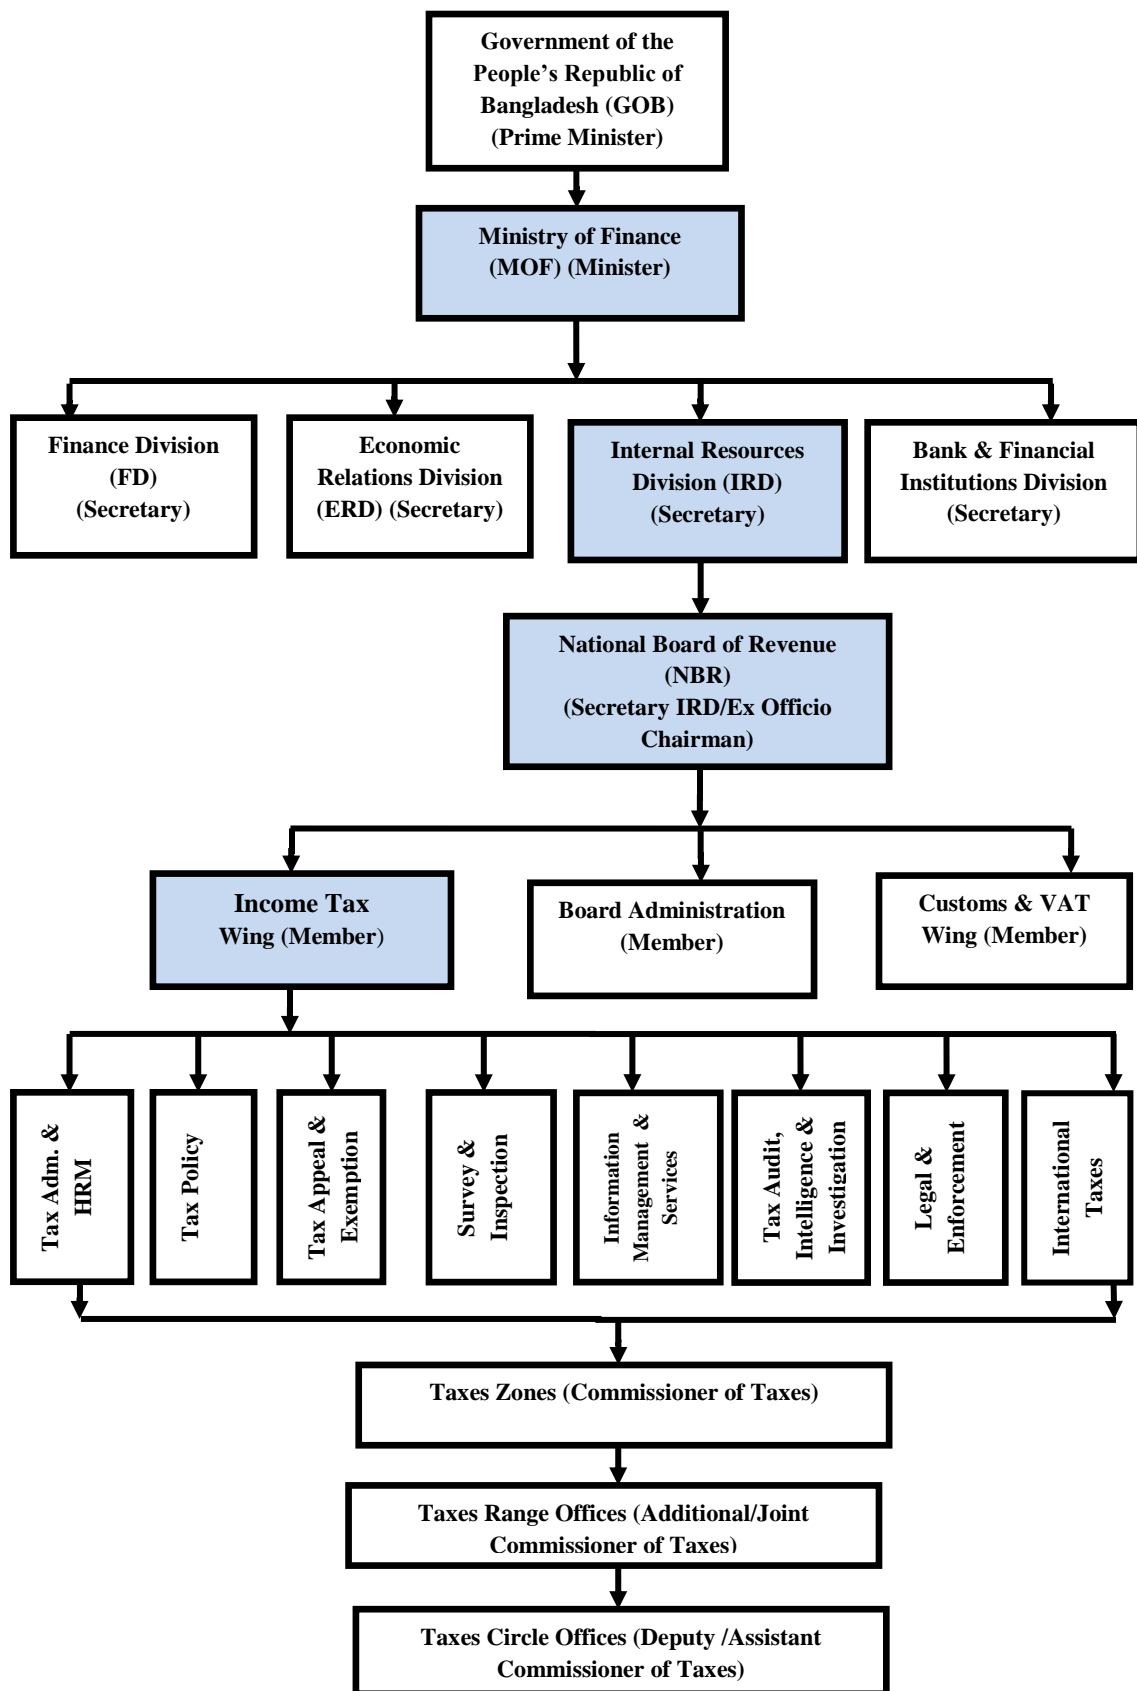 Government of the
People’s Republic of
Bangladesh (GOB)
(Prime Minister)
Ministry of Finance
(MOF) (Minister)
Finance Division
(FD)
(Secretary)
Economic
Relations Division
(ERD) (Secretary)
Internal Resources
Division (IRD)
(Secretary)
Bank & Financial
Institutions Division
(Secretary)
National Board of Revenue
(NBR)
(Secretary IRD/Ex Officio
Chairman)
Income Tax
Wing (Member)
Board Administration
(Member)
Customs & VAT
Wing (Member)
Tax Adm. &
HRM
Tax Policy
Tax Appeal &
Exemption
Survey &
Inspection
Information
Management &
Services
Tax Audit,
Intelligence &
Investigation
Legal &
Enforcement
International
Taxes
Taxes Zones (Commissioner of Taxes)
Taxes Range Offices (Additional/Joint
Commissioner of Taxes)
Taxes Circle Offices (Deputy /Assistant
Commissioner of Taxes)